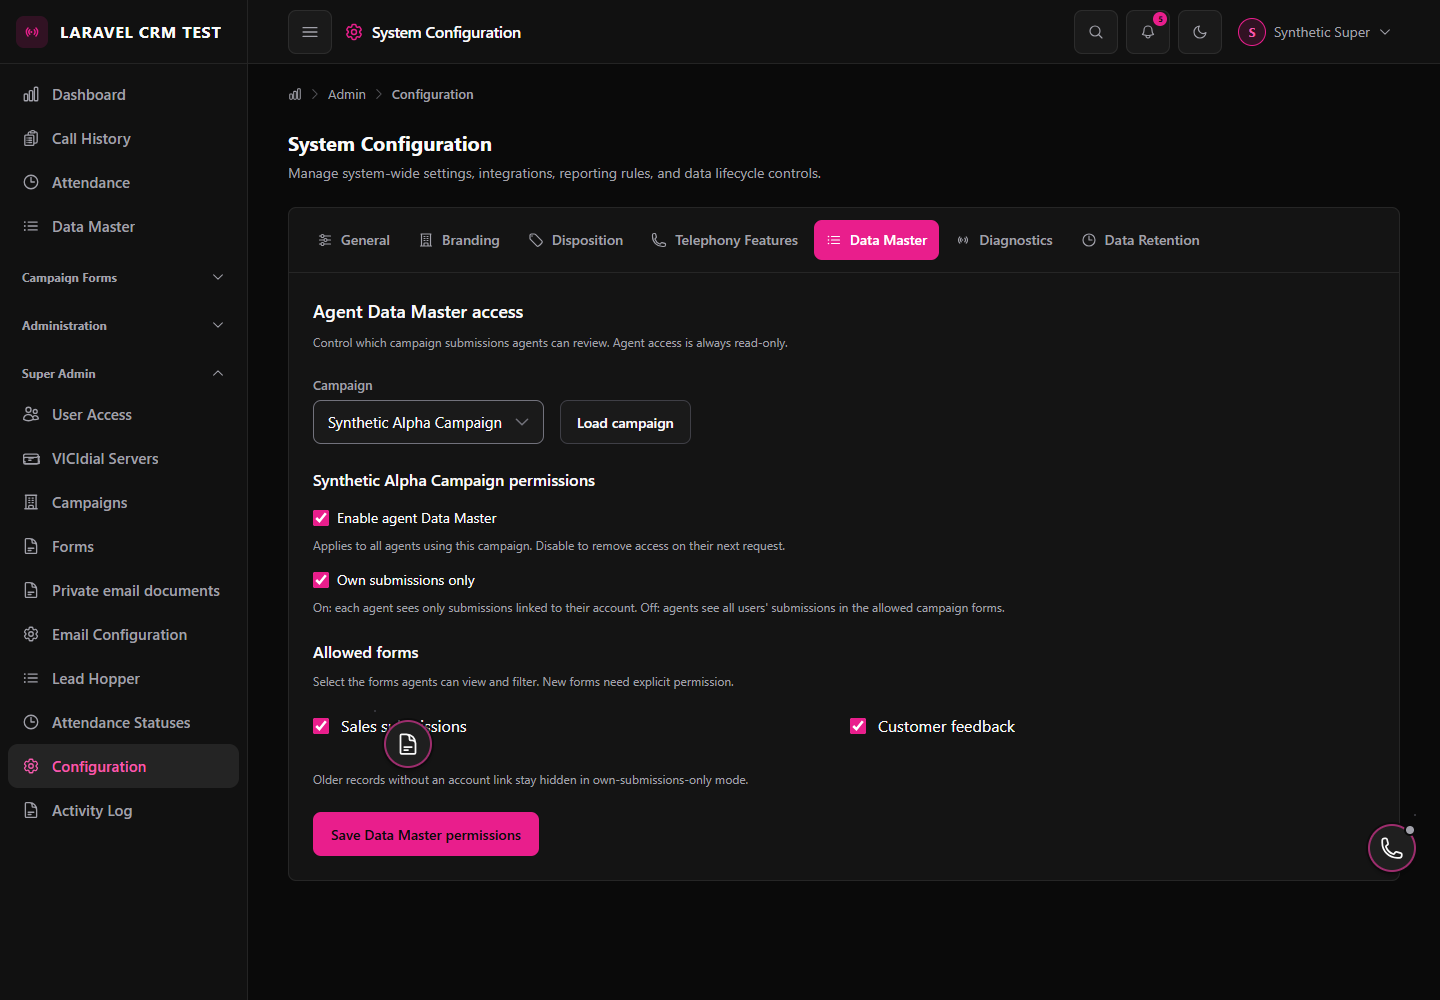 LARAVEL CRM TEST
System Configuration
5
S
Synthetic Super
Dashboard
Call History
Attendance
Data Master
Campaign Forms
Administration
Super Admin
User Access
VICIdial Servers
Campaigns
Forms
Private email documents
Email Configuration
Lead Hopper
Attendance Statuses
Configuration
Activity Log
Admin
Configuration
System Configuration
Manage system-wide settings, integrations, reporting rules, and data lifecycle controls.
General
Branding
Disposition
Telephony Features
Data Master
Diagnostics
Data Retention
Agent Data Master access
Control which campaign submissions agents can review. Agent access is always read-only.
Campaign
Synthetic Alpha Campaign
Load campaign
Synthetic Alpha Campaign permissions
Enable agent Data Master
Applies to all agents using this campaign. Disable to remove access on their next request.
Own submissions only
On: each agent sees only submissions linked to their account. Off: agents see all users' submissions in the allowed campaign forms.
Allowed forms
Select the forms agents can view and filter. New forms need explicit permission.
Sales
Customer feedback
Older records without an account link stay hidden in own-submissions-only mode.
Save Data Master permissions